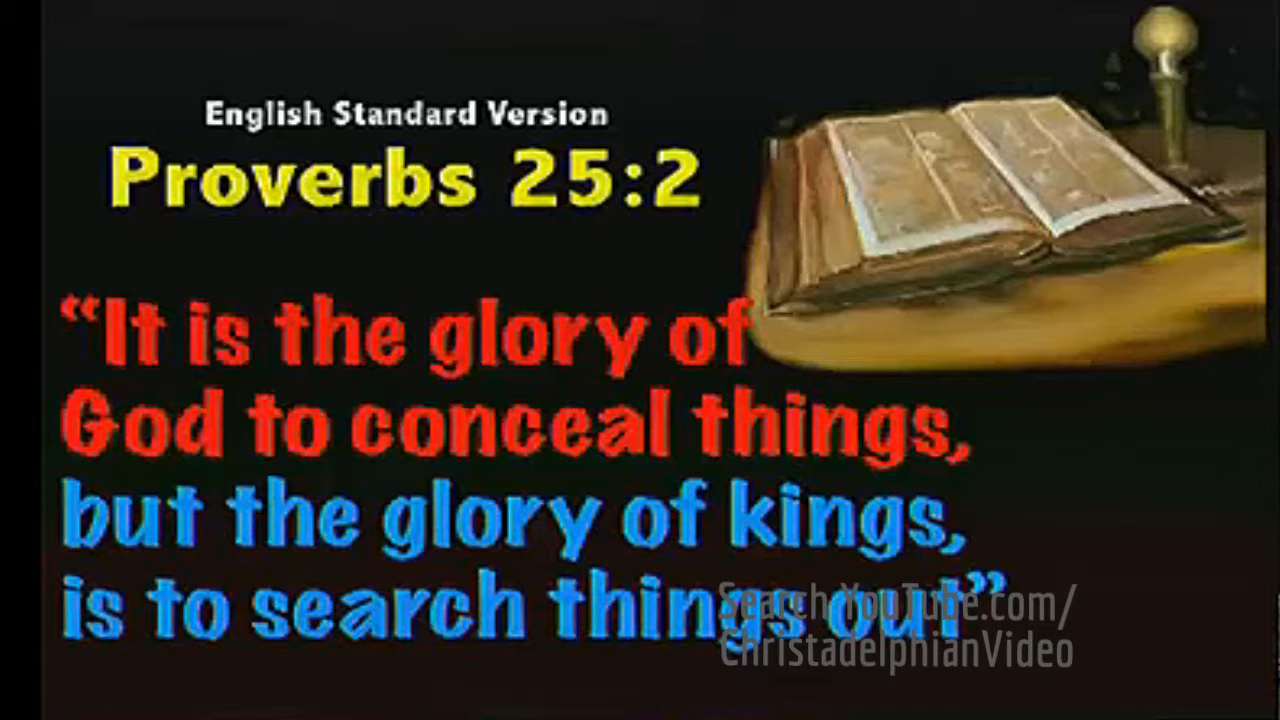 English Standard Version
Proverbs 25:2
“It is the glory of
God to conceal things,
but the glory of kings,
is to search things out”
Search YouTube.com/
ChristadelphianVideo